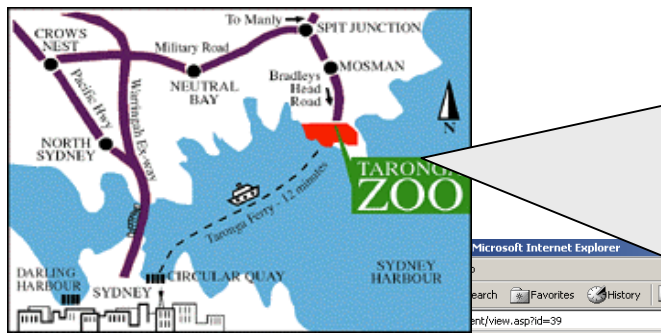 To Manly
SPIT JUNCTION
CROWS
NEST
Military Road
MOSMAN
NEUTRAL
BAY
Bradleys
Head
Road
Pacific Hwy
Warringah Ex-way
N
NORTH
SYDNEY
TARONGA
ZOO
Taronga Ferry - 12 minutes
Microsoft Internet Explorer
DARLING
HARBOUR
CIRCULAR QUAY
SYDNEY
HARBOUR
SYDNEY
earch
Favorites
History
ent/view.asp?id=39